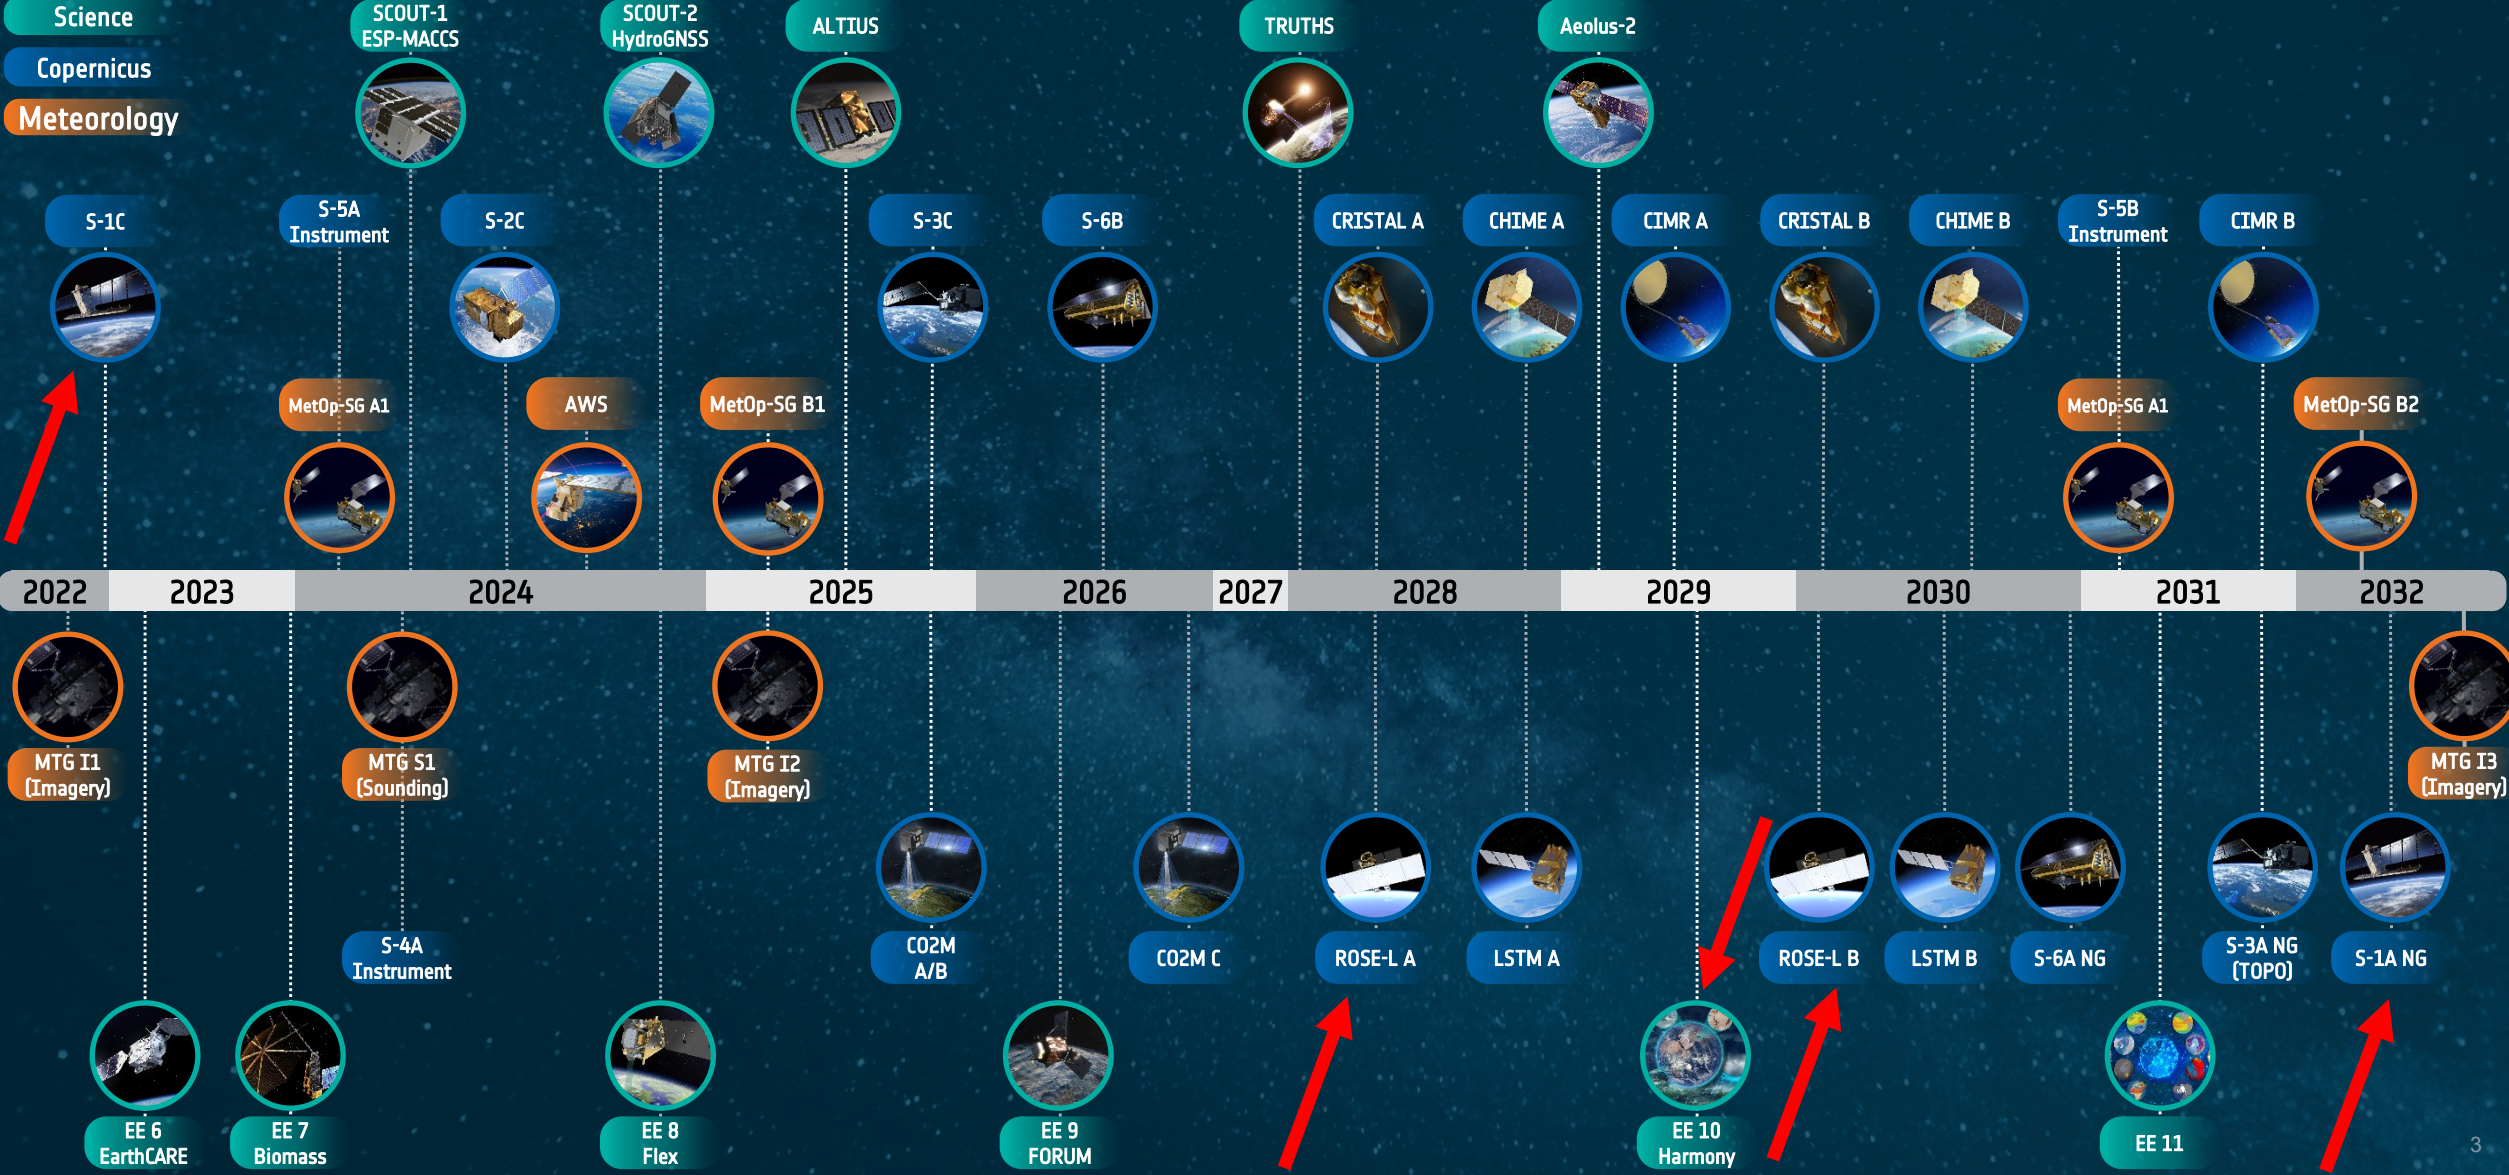 Science
Copernicus
Meteorology
SCOUT-1
ESP-MACCS
SCOUT-2
HydroGNSS
ALTIUS
TRUTHS
Aeolus-2
S-1C
S-5A
Instrument
S-2C
S-3C
S-6B
CRISTAL A
CHIME A
CIMR A
CRISTAL B
CHIME B
S-5B
Instrument
CIMR B
MetOp-SG A1
AWS
MetOp-SG B1
MetOp-SG A1
MetOp-SG B2
2022
2023
2024
2025
2026
2027
2028
2029
2030
2031
2032
MTG I1
(Imagery)
MTG S1
(Sounding)
MTG I2
(Imagery)
MTG I3
(Imagery)
S-4A
Instrument
CO2M
A/B
CO2M C
ROSE-L A
LSTM A
ROSE-L B
LSTM B
S-6A NG
S-3A NG
(TOPO)
S-1A NG
EE 6
EarthCARE
EE 7
Biomass
EE 8
Flex
EE 9
FORUM
EE 10
Harmony
EE 11
3